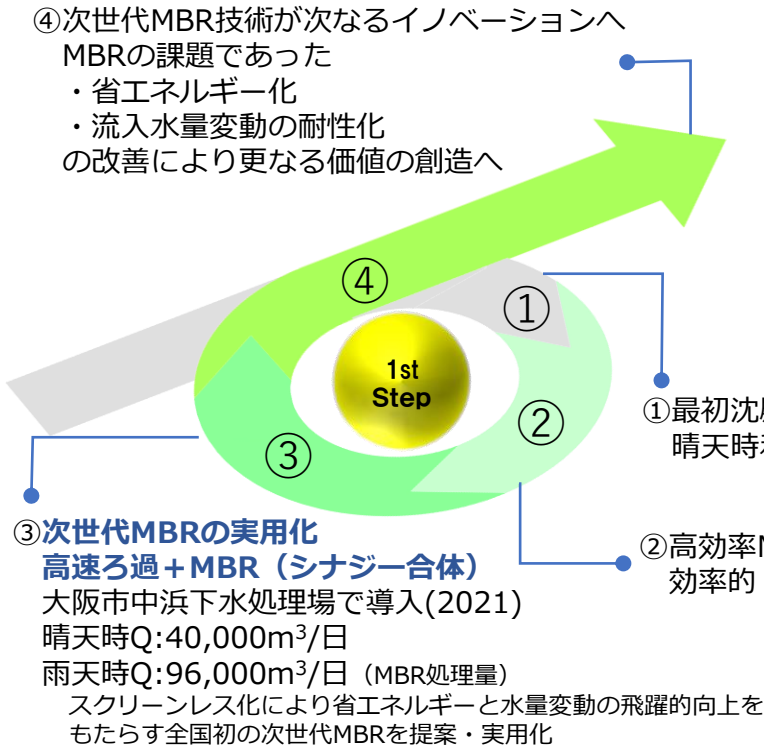 ④次世代MBR技術が次なるイノベーションへ
MBRの課題であった
・省エネルギー化
・流入水量変動の耐性化
の改善により更なる価値の創造へ
④
①
1st
Step
②
③
①最初沈
晴天時
②高効率
効率的
③次世代MBRの実用化
高速ろ過＋MBR（シナジー合体）
大阪市中浜下水処理場で導入(2021)
晴天時Q:40,000m³/日
雨天時Q:96,000m³/日（MBR処理量）
スクリーンレス化により省エネルギーと水量変動の飛躍的向上を
もたらす全国初の次世代MBRを提案・実用化